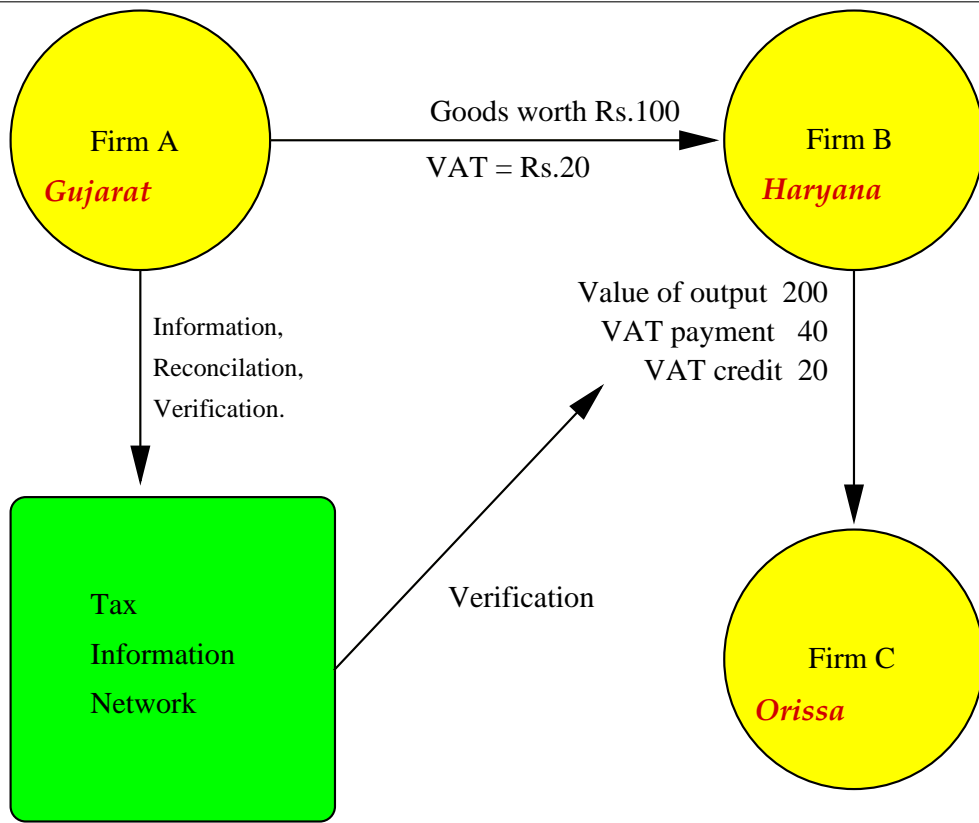 Firm A
Gujarat
Goods worth Rs.100
VAT = Rs.20
Firm B
Haryana
Information,
Reconcilation,
Verification.
Value of output 200
VAT payment 40
VAT credit 20
Tax
Information
Network
Verification
Firm C
Orissa